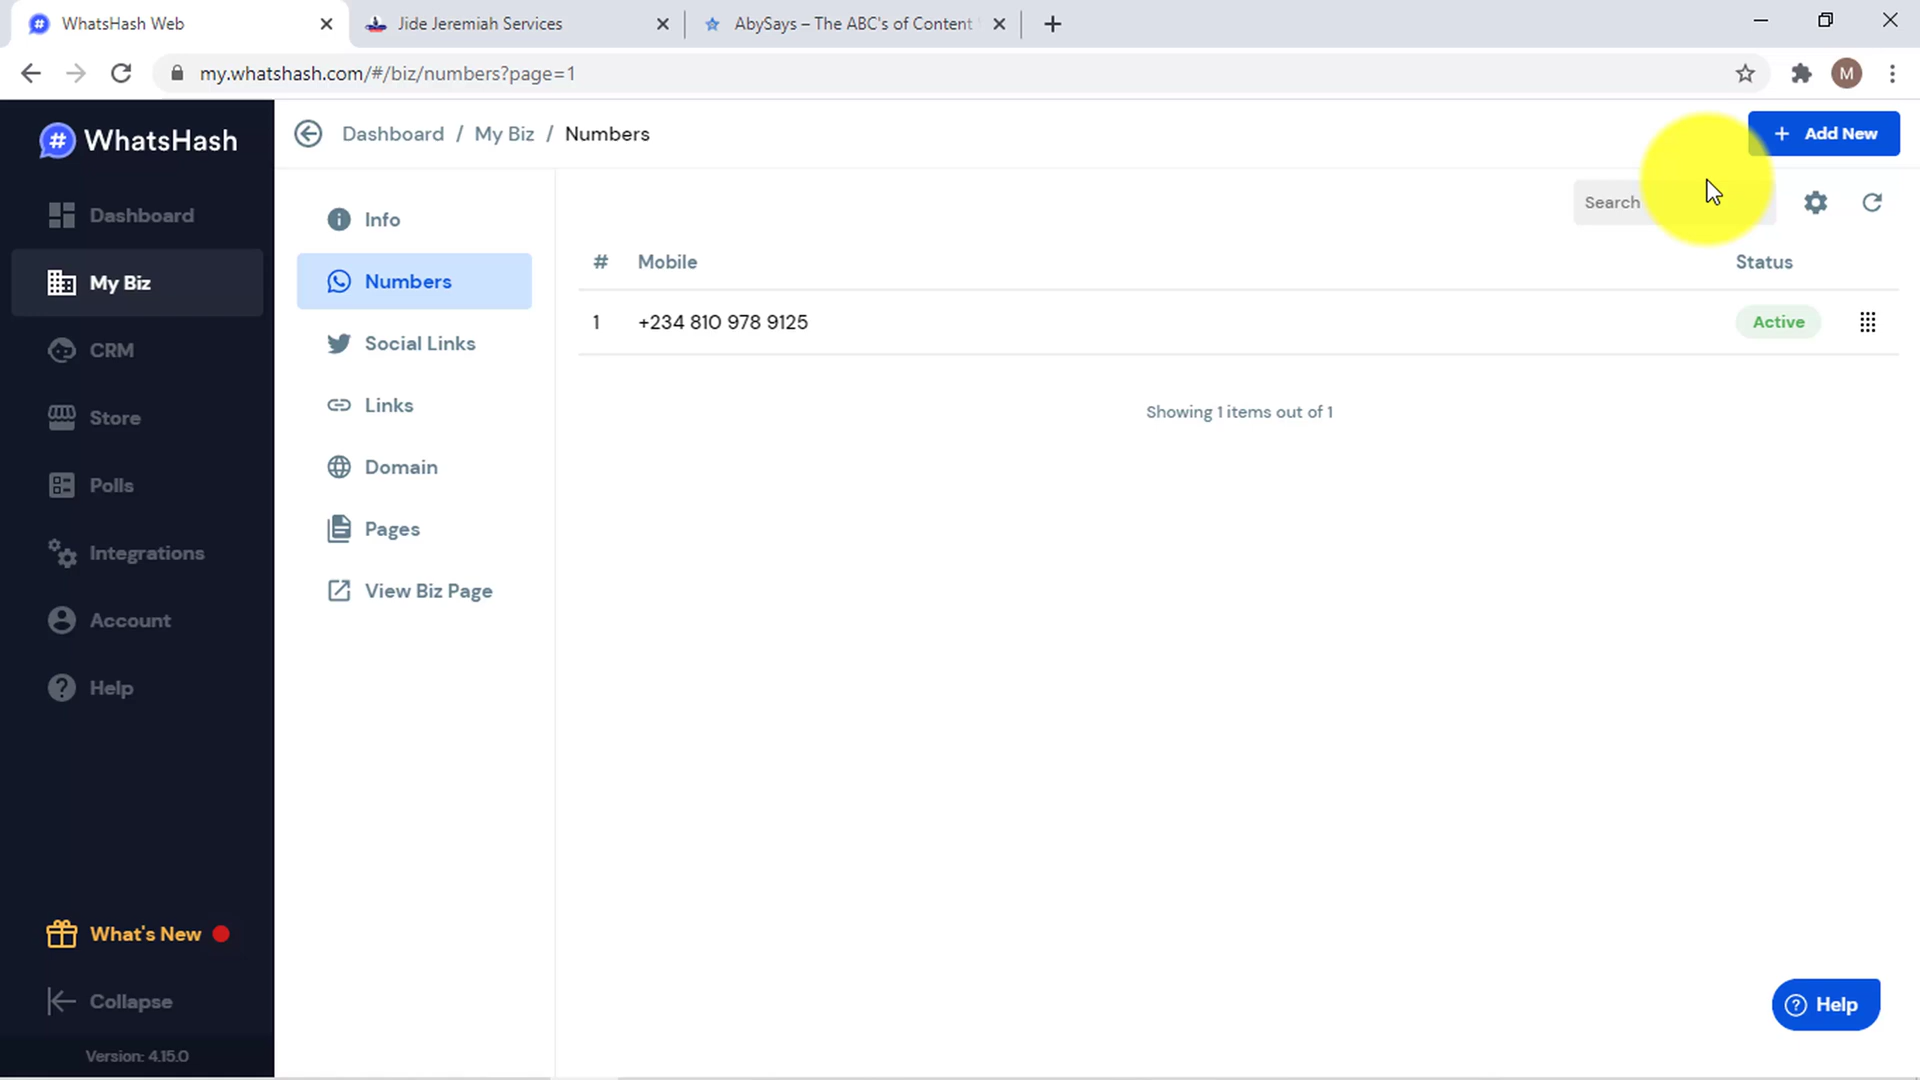 WhatsHash Web
Jide Jeremiah Services
AbySays – The ABC's of Content
my.whatshash.com/#/biz/numbers?page=1
M
# WhatsHash
Dashboard
My Biz
CRM
Store
Polls
Integrations
Account
Help
What's New
Collapse
Version: 4.15.0
Dashboard / My Biz / Numbers
+ Add New
Info
Numbers
Social Links
Links
Domain
Pages
View Biz Page
Search
# Mobile Status
1 +234 810 978 9125 Active
Showing 1 items out of 1
Help